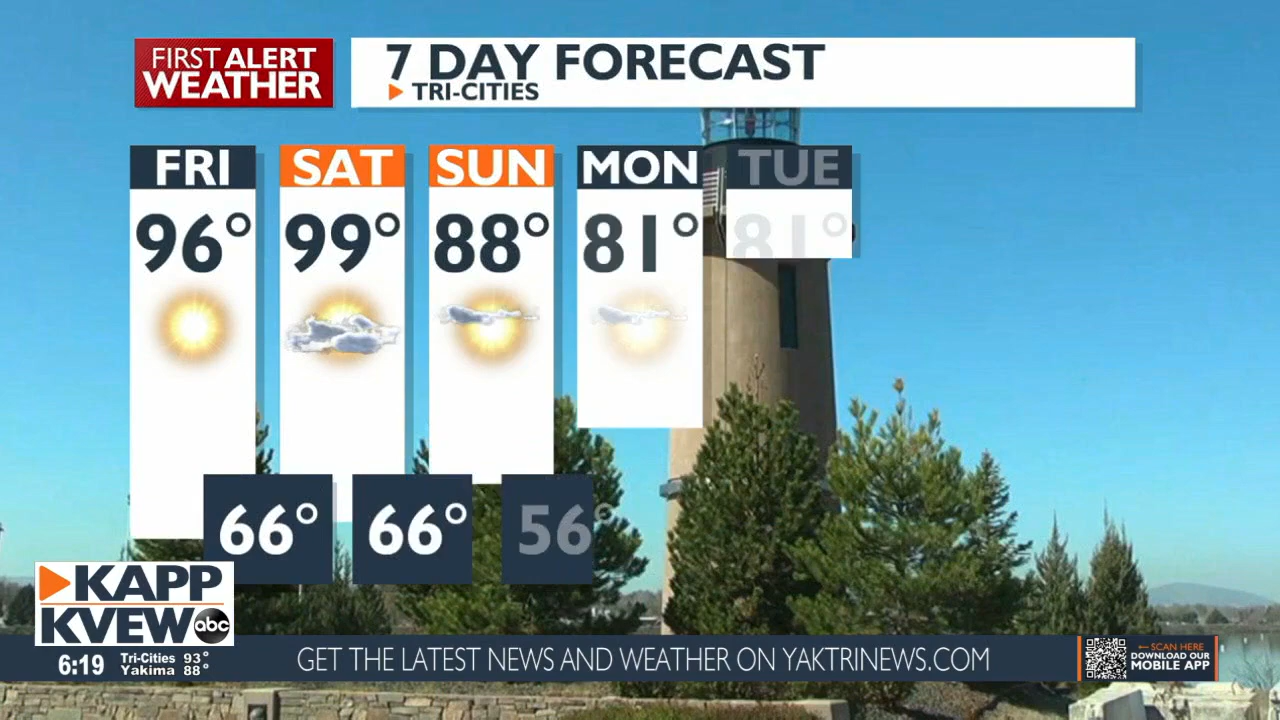 FIRST ALERT
WEATHER
7 DAY FORECAST
TRI-CITIES
FRI SAT SUN MON TUE
96° 99° 88° 81° 81°
66° 66° 56°
KAPP
KVEW abc
6:19 Tri-Cities 93°
Yakima 88°
GET THE LATEST NEWS AND WEATHER ON YAKTRINEWS.COM
SCAN HERE
DOWNLOAD OUR
MOBILE APP